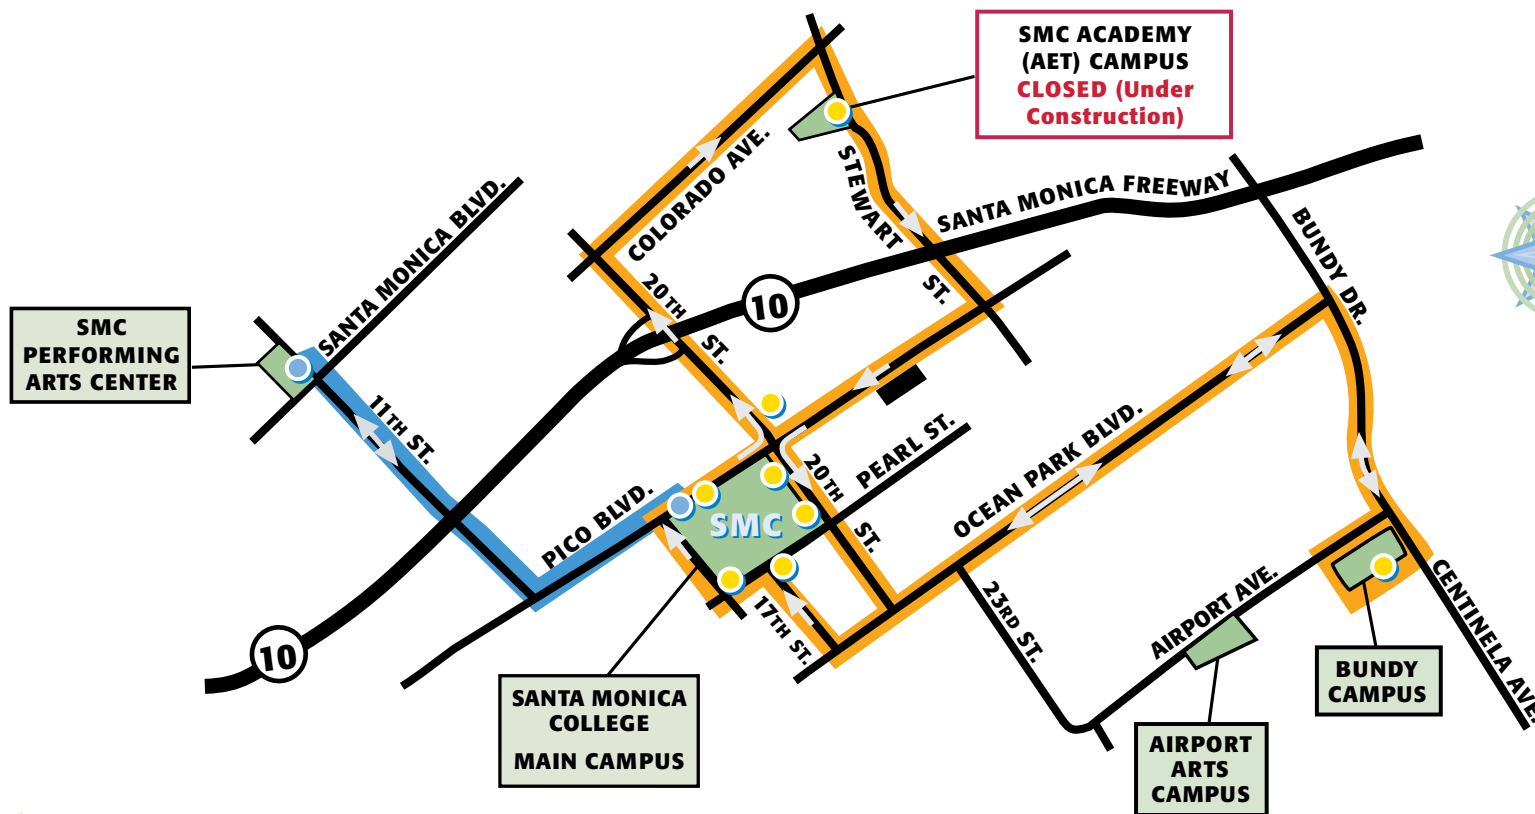 SMC ACADEMY
(AET) CAMPUS
CLOSED (Under
Construction)
COLORADO AVE.
STEWART
ST.
SANTA MONICA FREEWAY
BUNDY DR.
SANTA MONICA BLVD.
20TH
ST.
10
SMC
PERFORMING
ARTS CENTER
11TH ST.
PICO BLVD.
SMC
20TH
ST.
PEARL ST.
OCEAN PARK BLVD.
17TH ST.
23RD ST.
AIRPORT AVE.
CENTINELA AVE.
10
SANTA MONICA
COLLEGE
MAIN CAMPUS
BUNDY
CAMPUS
AIRPORT
ARTS
CAMPUS